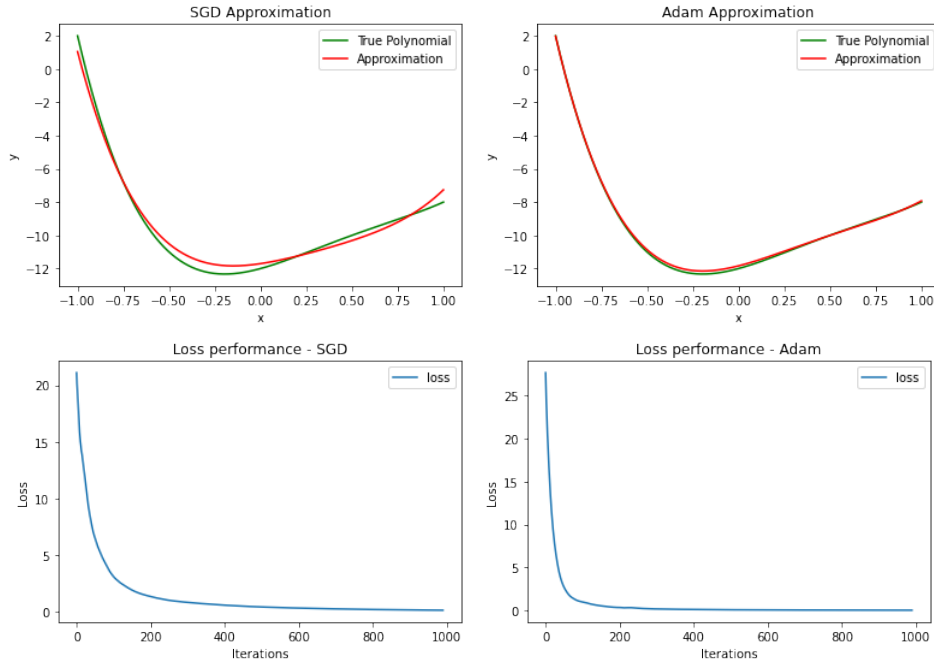 SGD Approximation
2
0
−2
−4
−6
−8
−10
−12
y
−1.00 −0.75 −0.50 −0.25 0.00 0.25 0.50 0.75 1.00
x
True Polynomial
Approximation
Adam Approximation
2
0
−2
−4
−6
−8
−10
−12
y
−1.00 −0.75 −0.50 −0.25 0.00 0.25 0.50 0.75 1.00
x
True Polynomial
Approximation
Loss performance - SGD
20
15
10
5
0
Loss
0 200 400 600 800 1000
Iterations
loss
Loss performance - Adam
25
20
15
10
5
0
Loss
0 200 400 600 800 1000
Iterations
loss